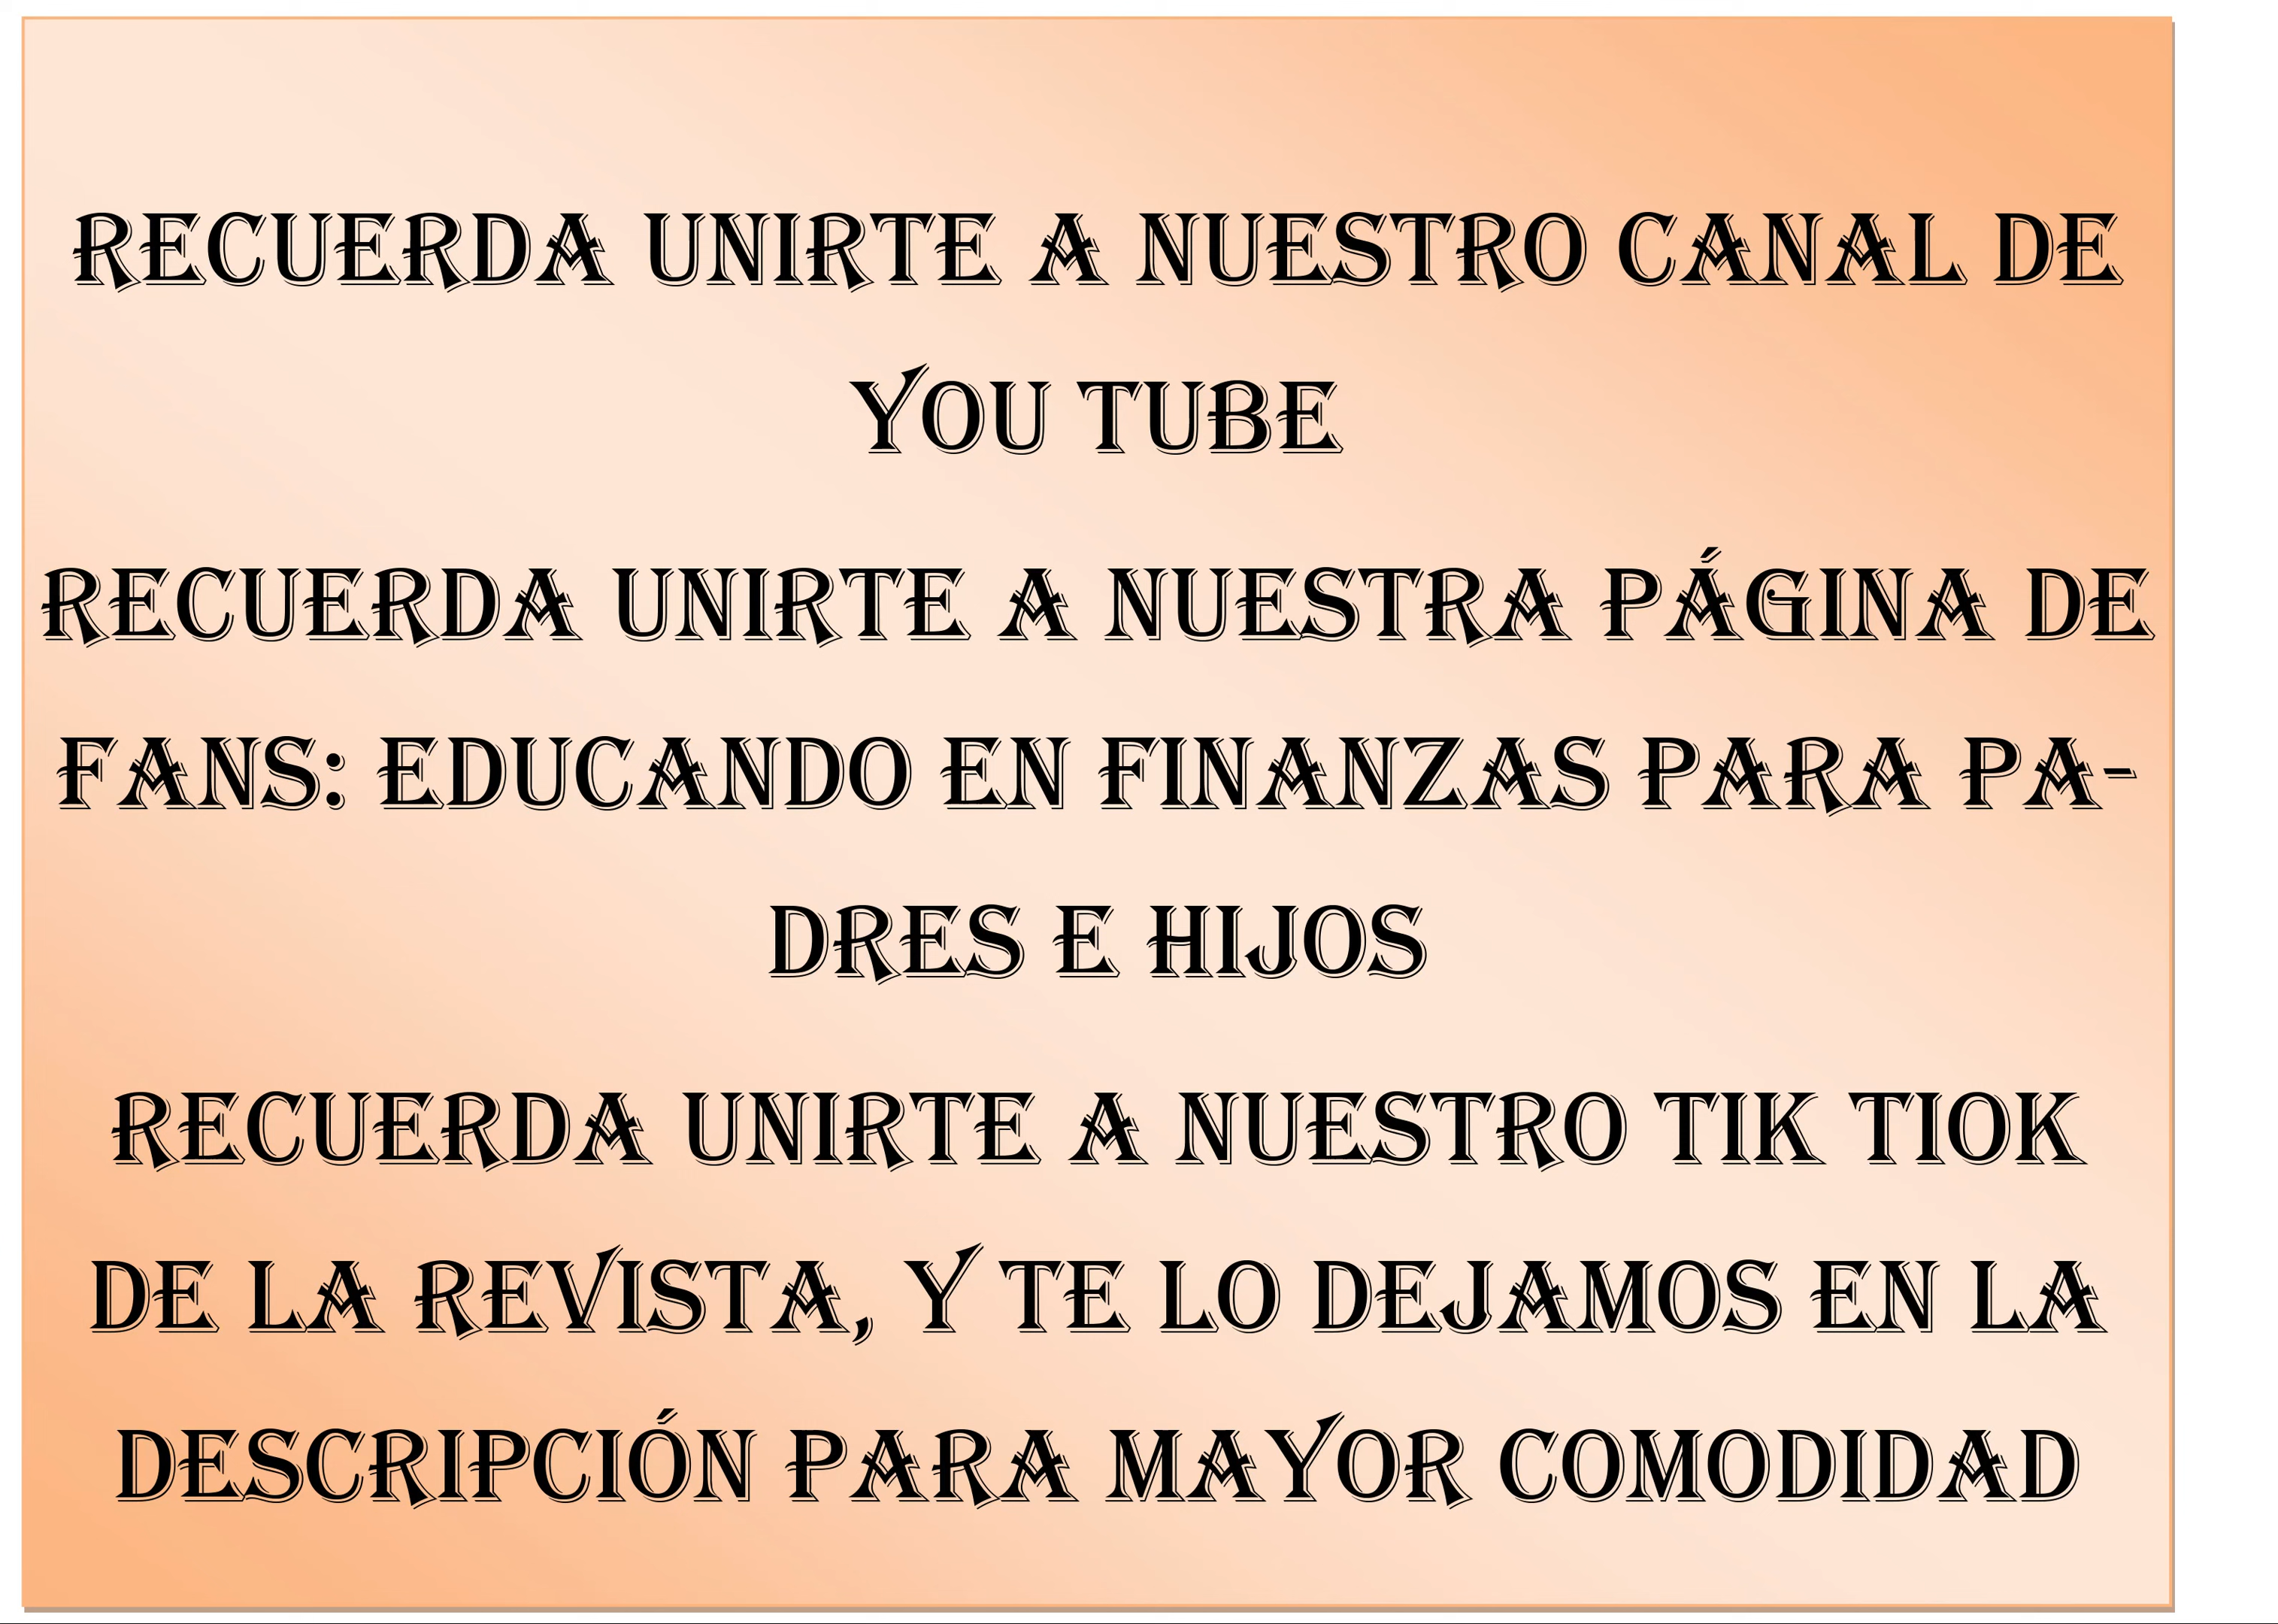 RECUERDA UNIRTE A NUESTRO CANAL DE
YOU TUBE
RECUERDA UNIRTE A NUESTRA PÁGINA DE
FANS: EDUCANDO EN FINANZAS PARA PA-
DRES E HIJOS
RECUERDA UNIRTE A NUESTRO TIK TIOK
DE LA REVISTA, Y TE LO DEJAMOS EN LA
DESCRIPCIÓN PARA MAYOR COMODIDAD